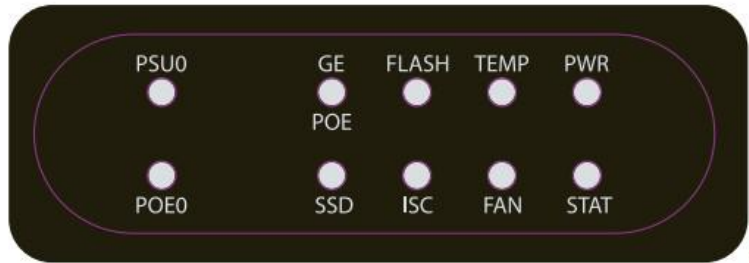 PSU0 GE FLASH TEMP PWR
POE
POE0 SSD ISC FAN STAT